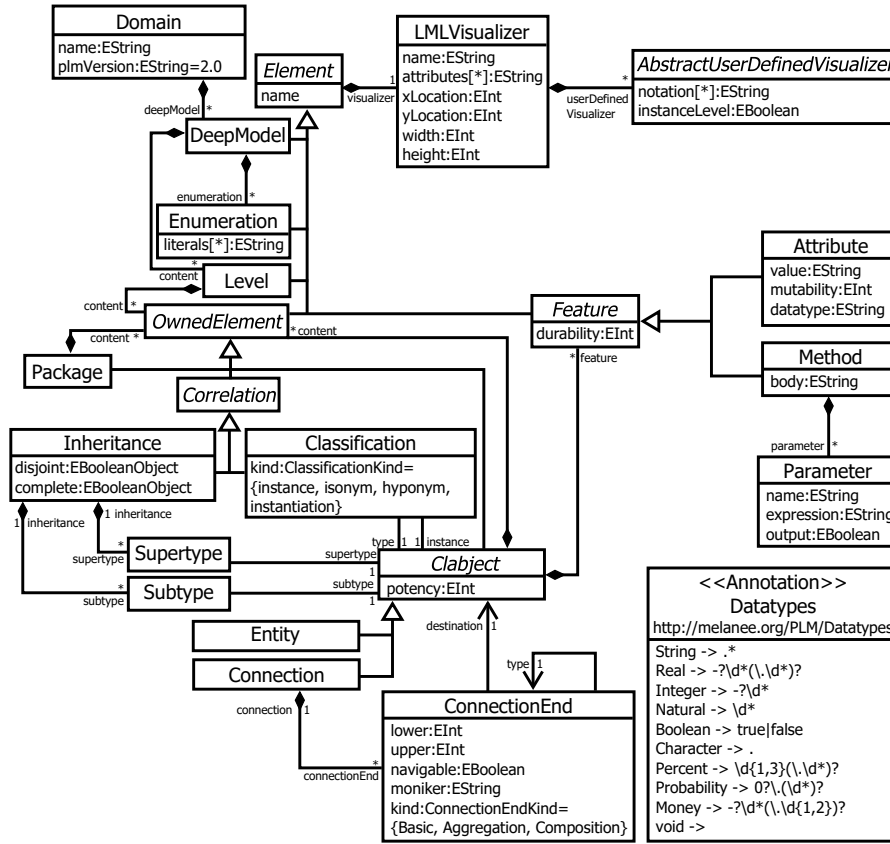 Domain
name:EString
plmVersion:EString=2.0
Element
name
1
visualizer
LMLVisualizer
name:EString
attributes[*]:EString
xLocation:EInt
yLocation:EInt
width:EInt
height:EInt
*
userDefined
Visualizer
AbstractUserDefinedVisualizer
notation[*]:EString
instanceLevel:EBoolean
deepModel *
DeepModel
enumeration *
Enumeration
literals[*]:EString
*
content
Level
content *
OwnedElement
content *
*content
Package
Correlation
Feature
durability:EInt
* feature
Attribute
value:EString
mutability:EInt
datatype:EString
Method
body:EString
parameter *
Parameter
name:EString
expression:EString
output:EBoolean
Inheritance
disjoint:EBooleanObject
complete:EBooleanObject
Classification
kind:ClassificationKind=
{instance, isonym, hyponym,
instantiation}
1 inheritance
1 inheritance
*
supertype
Supertype
supertype
1
*
subtype
Subtype
subtype
1
type 1
1 instance
Clabject
potency:EInt
Entity
Connection
destination 1
type 1
connection 1
*
connectionEnd
ConnectionEnd
lower:EInt
upper:EInt
navigable:EBoolean
moniker:EString
kind:ConnectionEndKind=
{Basic, Aggregation, Composition}
<<Annotation>>
Datatypes
http://melanee.org/PLM/Datatypes
String -> .*
Real -> -?\d*(\.\d*)?
Integer -> -?\d*
Natural -> \d*
Boolean -> true|false
Character -> .
Percent -> \d{1,3}(\.\d*)?
Probability -> 0?\.(\d*)?
Money -> -?\d*(\.\d{1,2})?
void ->